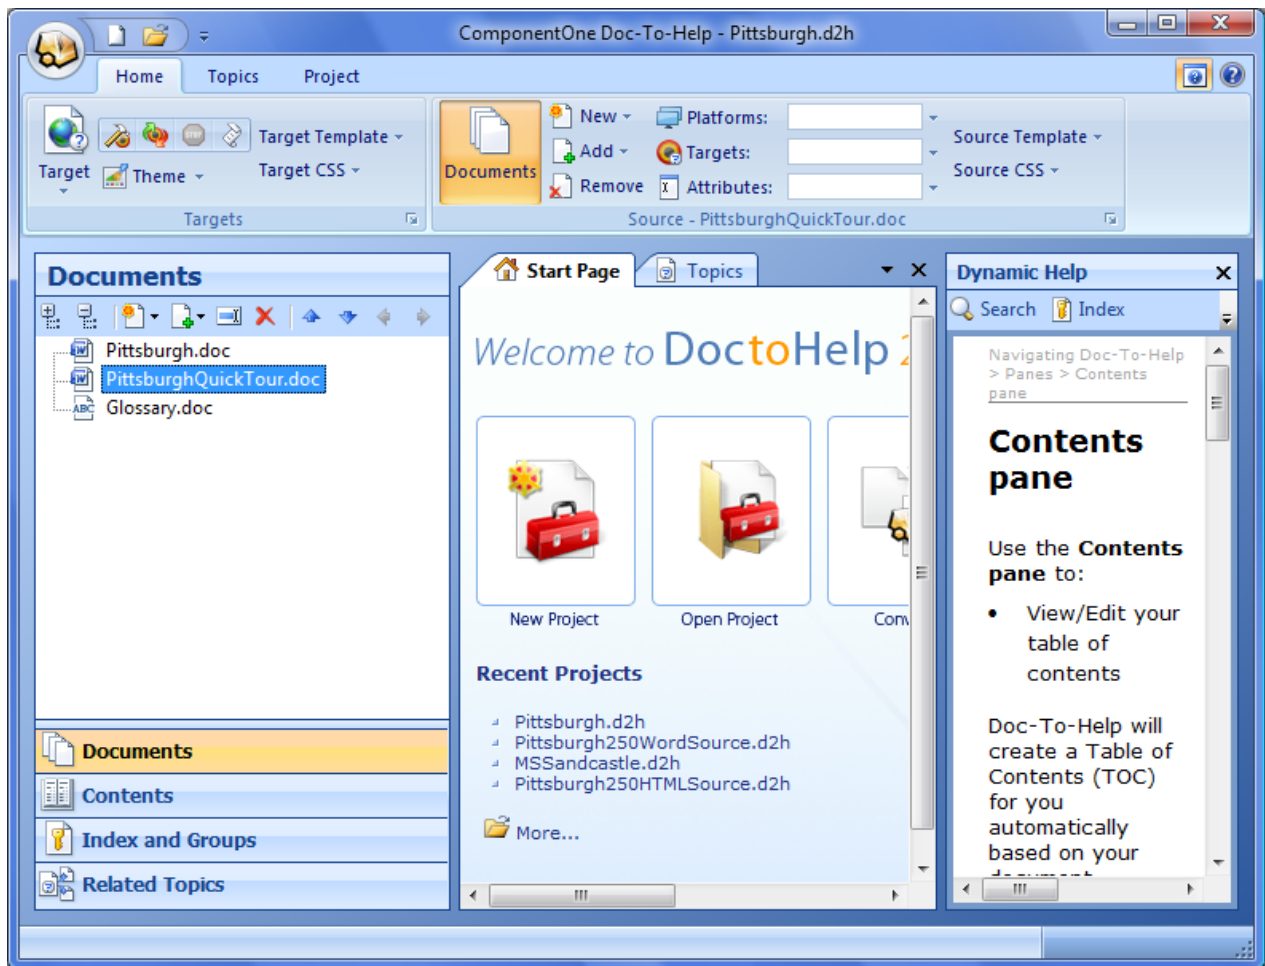 ComponentOne Doc-To-Help - Pittsburgh.d2h
Home Topics Project
Target
Theme
Target Template
Target CSS
Targets
Documents
New
Add
Remove
Platforms:
Targets:
Attributes:
Source Template
Source CSS
Source - PittsburghQuickTour.doc
Documents
Pittsburgh.doc
PittsburghQuickTour.doc
ABC Glossary.doc
Documents
Contents
Index and Groups
Related Topics
Start Page Topics
Welcome to DoctoHelp
New Project Open Project
Recent Projects
Pittsburgh.d2h
Pittsburgh250WordSource.d2h
MSSandcastle.d2h
Pittsburgh250HTMLSource.d2h
More...
Dynamic Help
Search Index
Navigating Doc-To-Help
> Panes > Contents
pane
Contents
pane
Use the Contents
pane to:
• View/Edit your
table of
contents
Doc-To-Help will
create a Table of
Contents (TOC)
for you
automatically
based on your